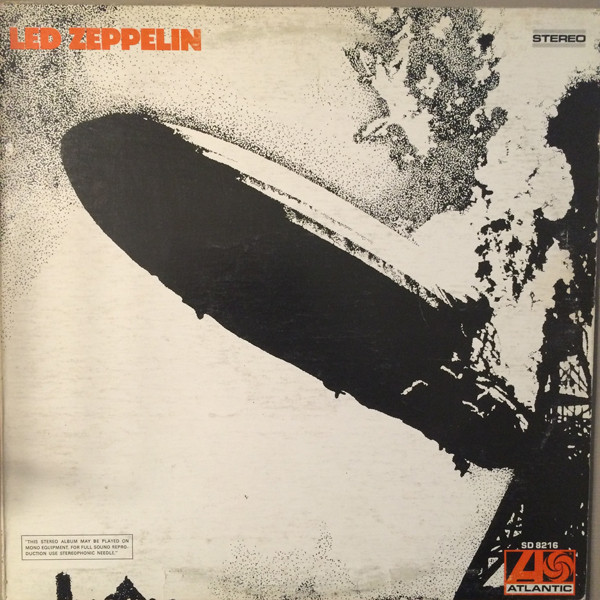 LED ZEPPELIN
STEREO
"THIS STEREO ALBUM MAY BE PLAYED ON
MONO EQUIPMENT. FOR FULL SOUND REPRO-
DUCTION USE STEREOPHONIC NEEDLE."
SD 8216
ATLANTIC